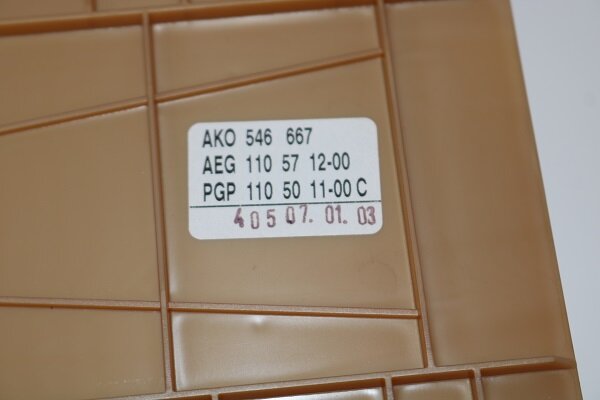 AKO 546 667
AEG 110 57 12-00
PGP 110 50 11-00 C
405 07. 01. 03